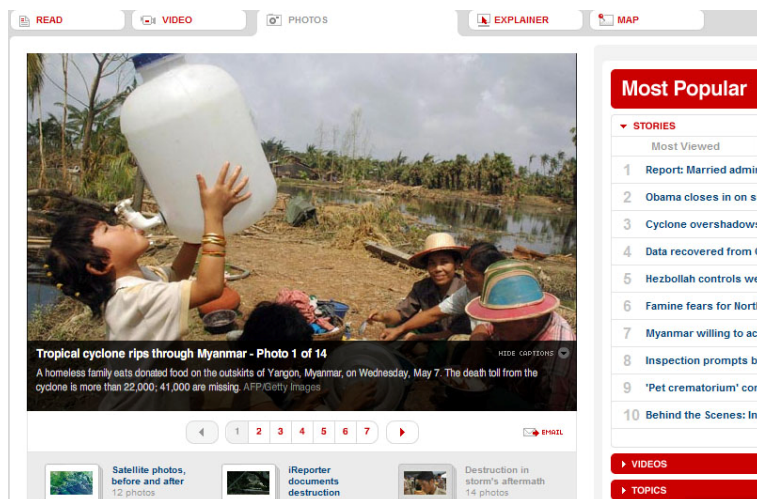 READ
VIDEO
PHOTOS
EXPLAINER
MAP
Tropical cyclone rips through Myanmar - Photo 1 of 14
HIDE CAPTIONS
A homeless family eats donated food on the outskirts of Yangon, Myanmar, on Wednesday, May 7. The death toll from the
cyclone is more than 22,000; 41,000 are missing. AFP/Getty Images
1 2 3 4 5 6 7
EMAIL
Satellite photos,
before and after
12 photos
iReporter
documents
destruction
Destruction in
storm's aftermath
14 photos
Most Popular
STORIES
Most Viewed
1 Report: Married admi
2 Obama closes in on s
3 Cyclone overshadows
4 Data recovered from
5 Hezbollah controls we
6 Famine fears for Nort
7 Myanmar willing to ac
8 Inspection prompts b
9 'Pet crematorium' co
10 Behind the Scenes: In
VIDEOS
TOPICS